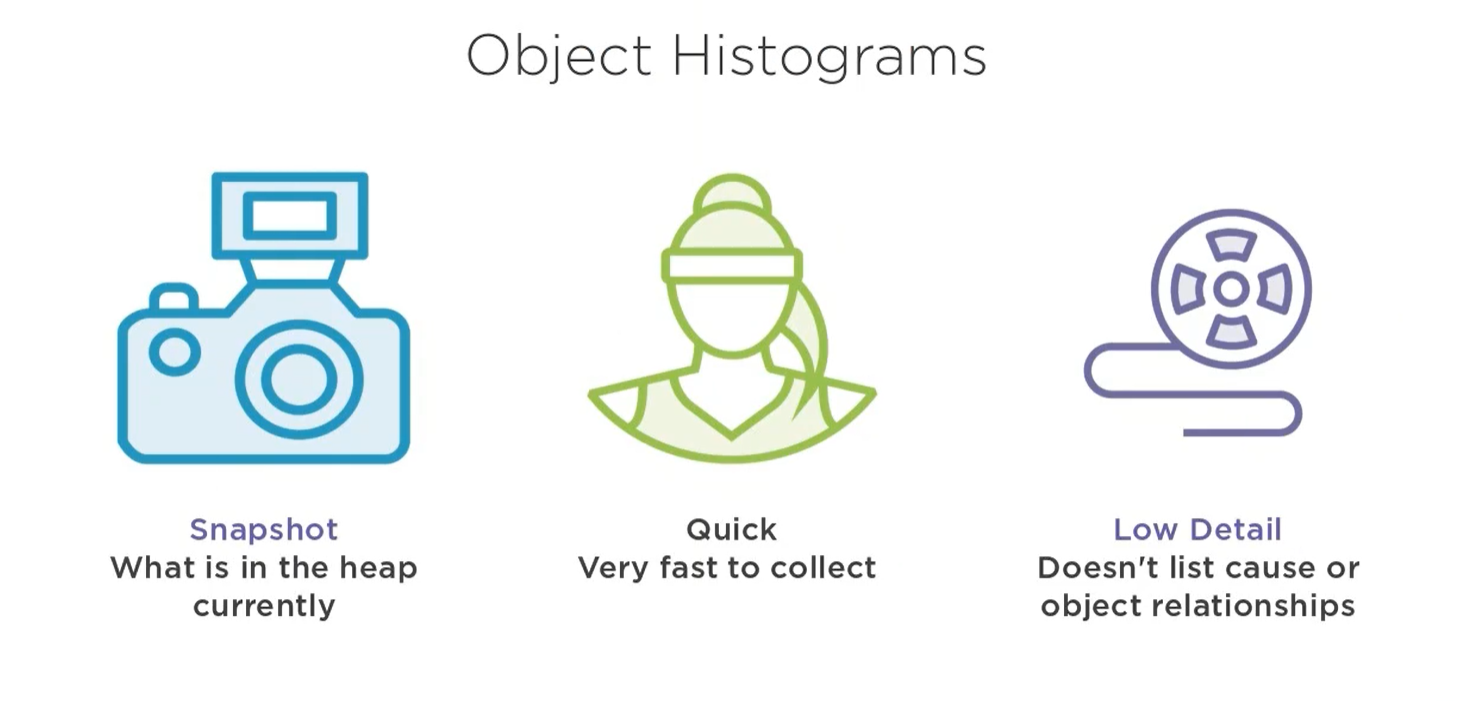 Object Histograms
Snapshot
What is in the heap
currently
Quick
Very fast to collect
Low Detail
Doesn't list cause or
object relationships